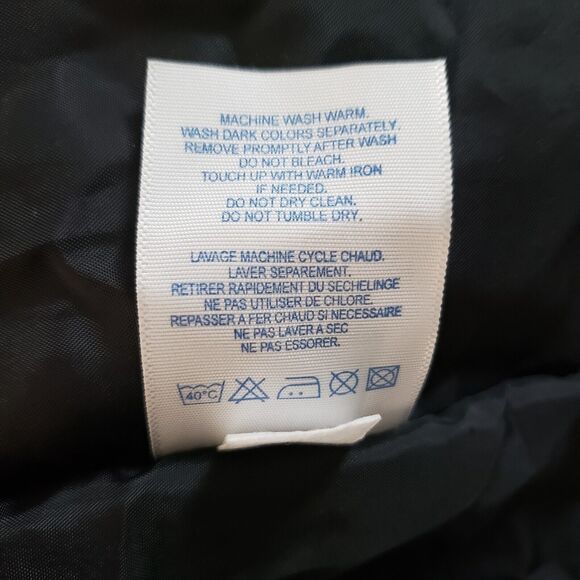 MACHINE WASH WARM.
WASH DARK COLORS SEPARATELY.
REMOVE PROMPTLY AFTER WASH
DO NOT BLEACH.
TOUCH UP WITH WARM IRON
IF NEEDED.
DO NOT DRY CLEAN.
DO NOT TUMBLE DRY.
LAVAGE MACHINE CYCLE CHAUD.
LAVER SEPAREMENT.
RETIRER RAPIDEMENT DU SECHELINGE
NE PAS UTILISER DE CHLORE.
REPASSER A FER CHAUD SI NECESSAIRE
NE PAS LAVER A SEC
NE PAS ESSORER.
40°C